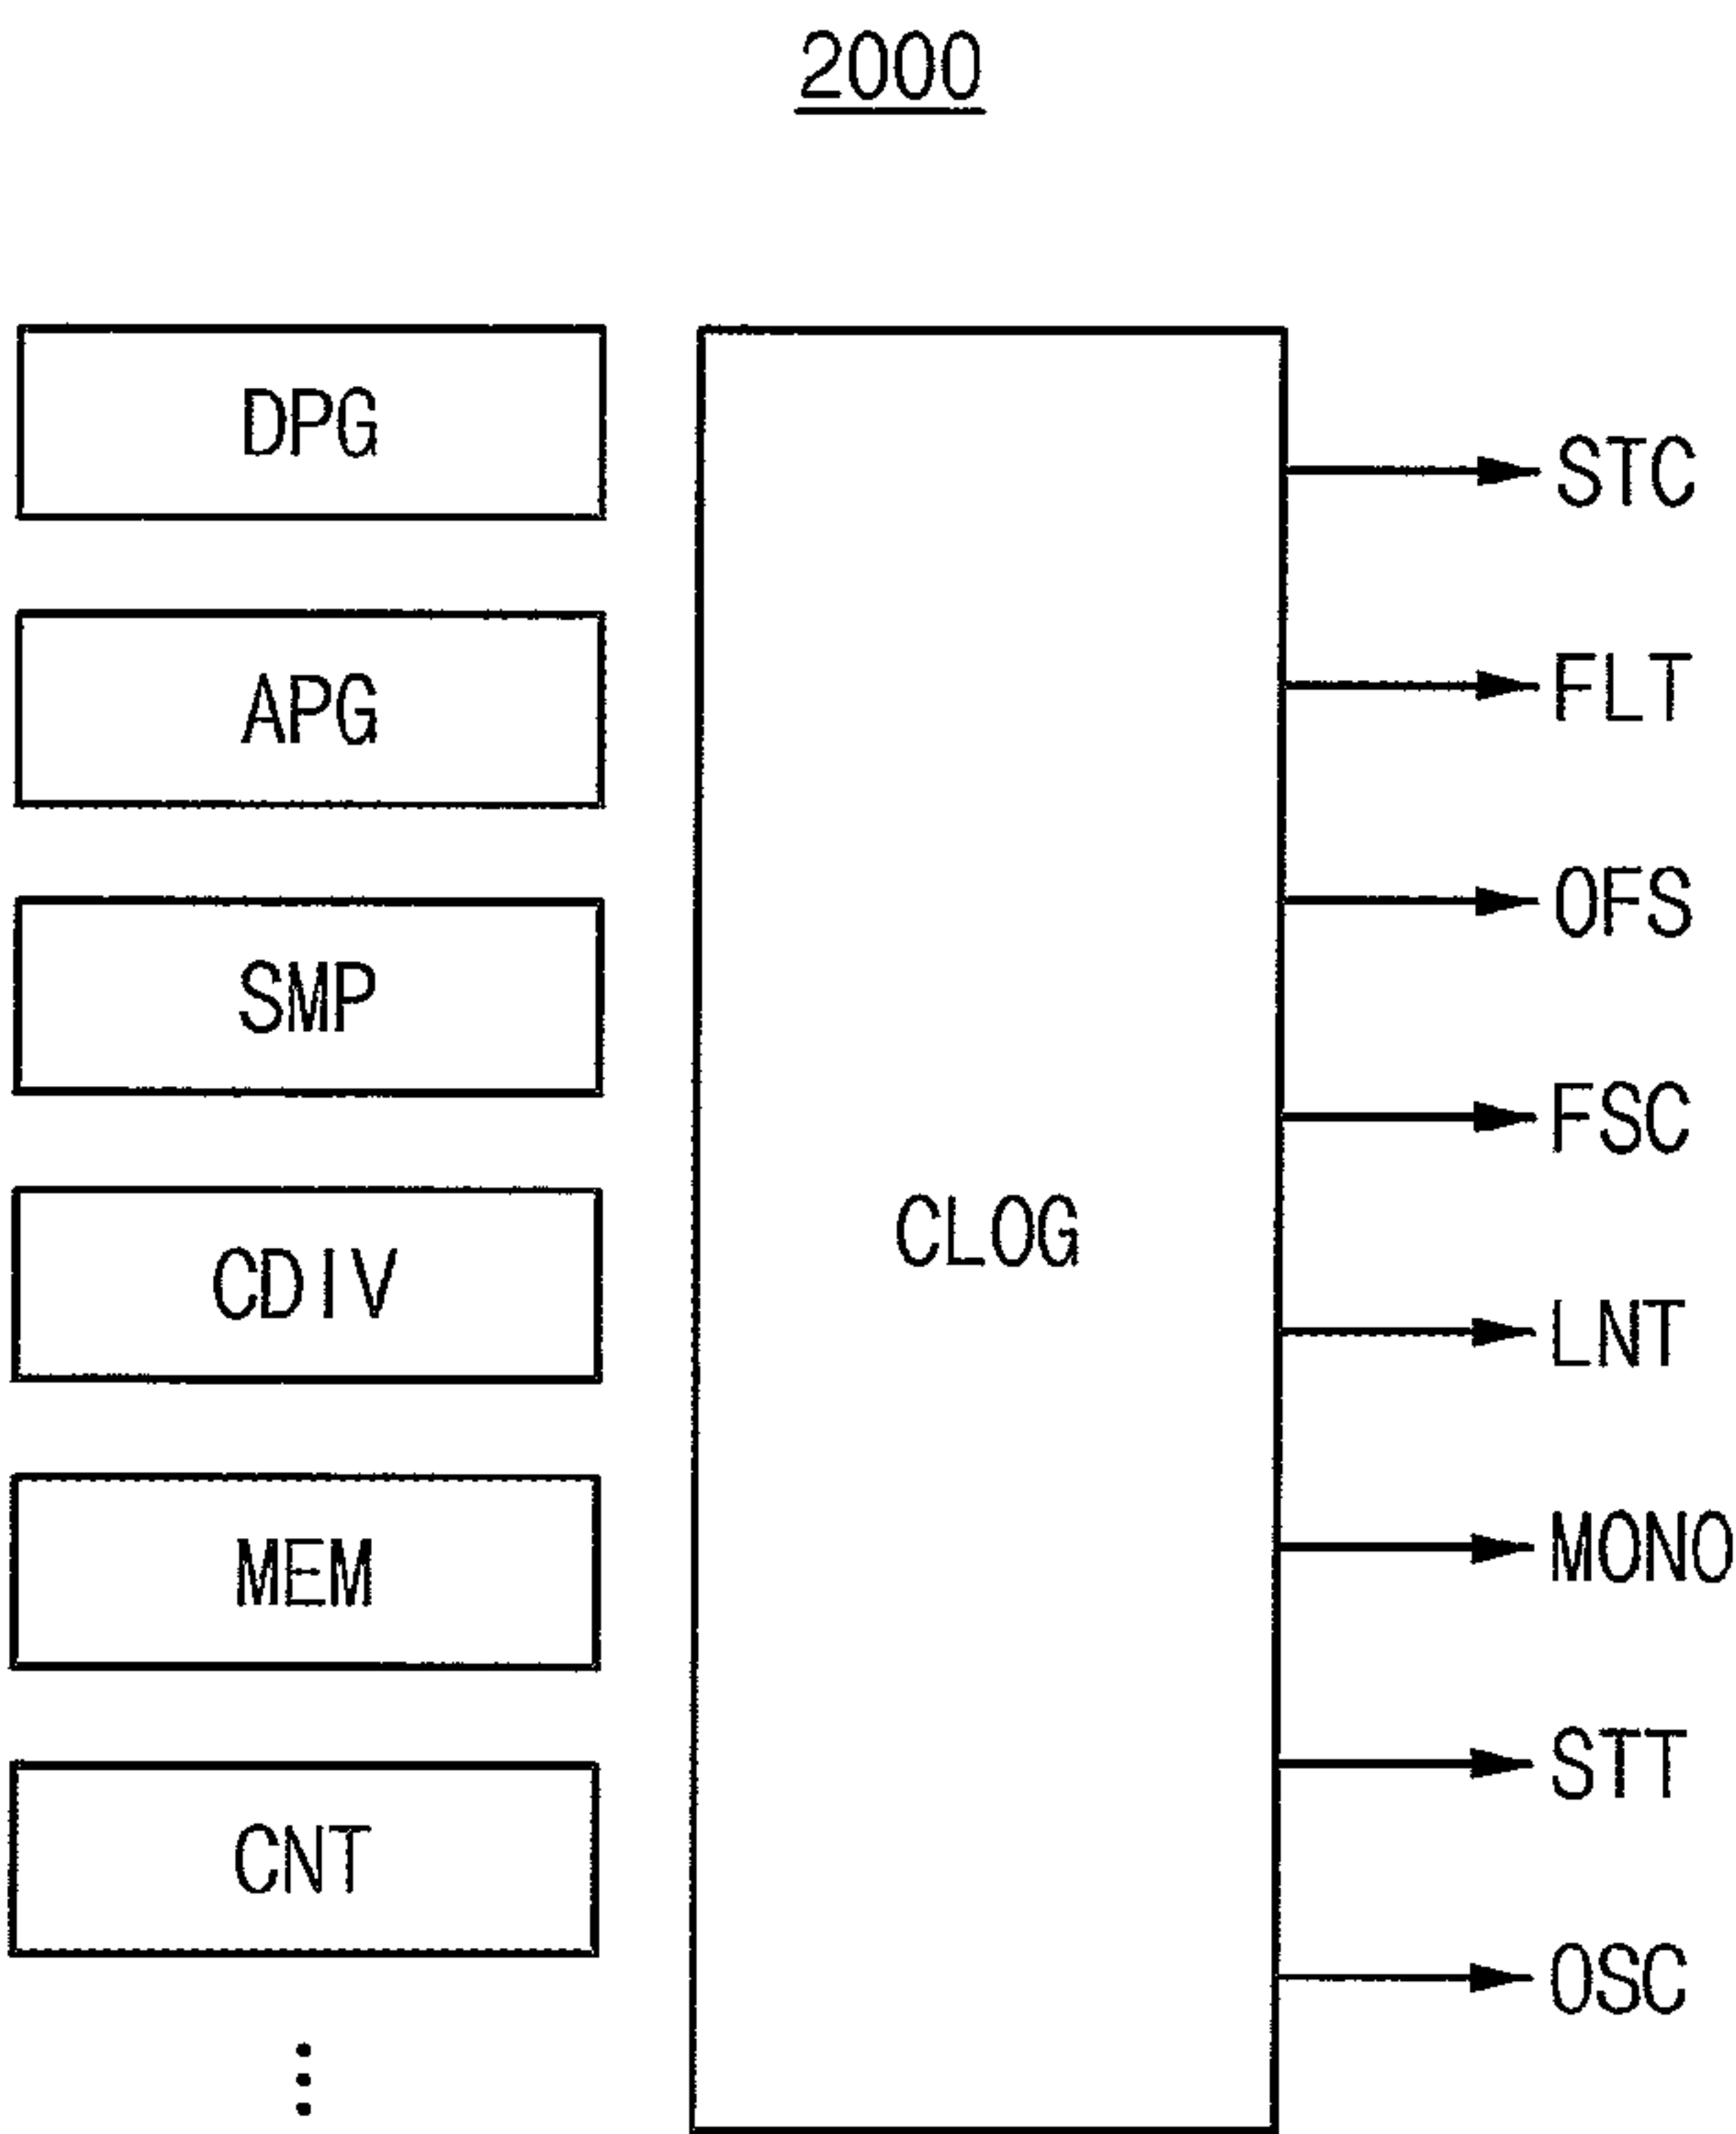 2000
DPG
APG
SMP
CDIV
MEM
CNT
CLOG
STC
FLT
OFS
FSC
LNT
MONO
STT
OSC